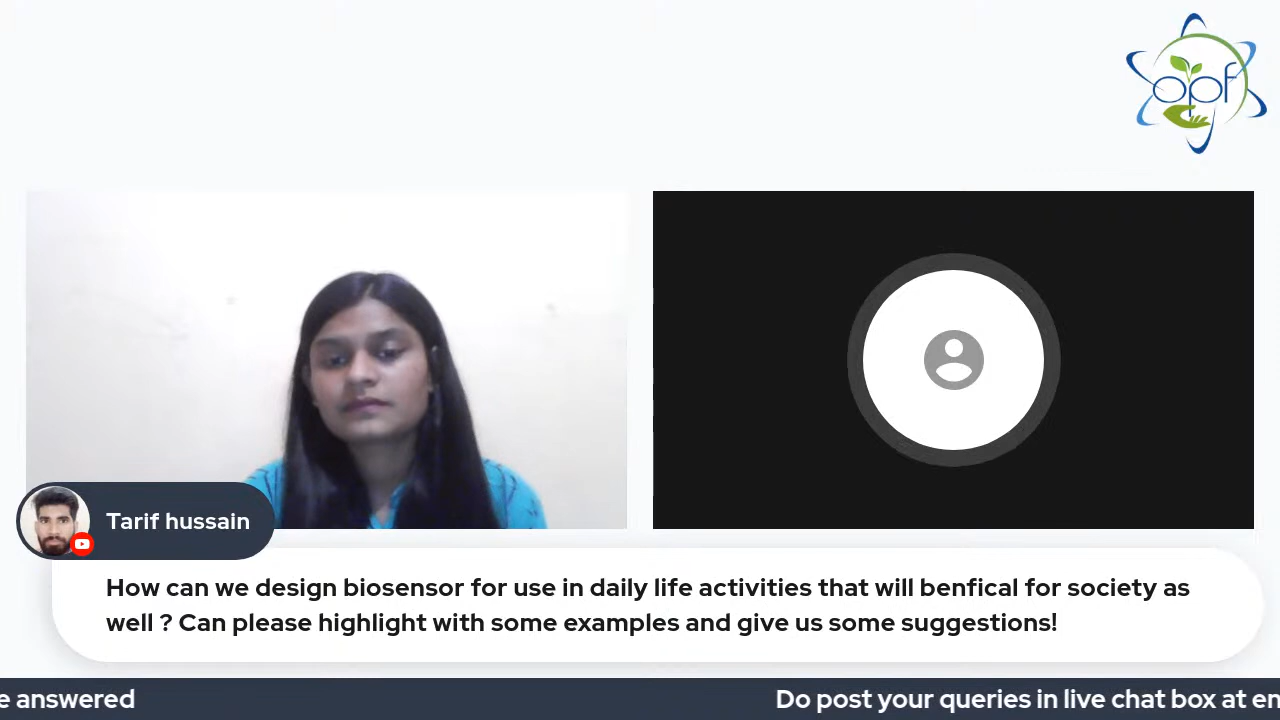 opf
Tarif hussain
How can we design biosensor for use in daily life activities that will benfical for society as
well ? Can please highlight with some examples and give us some suggestions!
e answered Do post your queries in live chat box at en